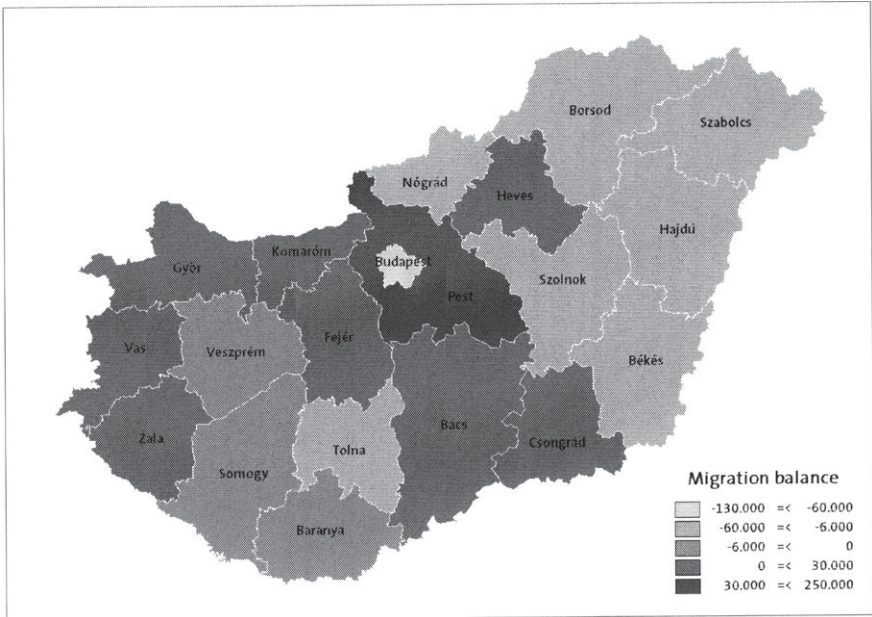 Borsod
Szabolcs
Nógrád
Heves
Hajdú
Győr
Komaróm
Budapest
Szolnok
Pest
Vas
Veszprém
Fejér
Békés
Zala
Tolna
Bács
Csongrád
Somogy
Baranya
Migration balance
-130.000 =< -60.000
-60.000 =< -6.000
-6.000 =< 0
0 =< 30.000
30.000 =< 250.000